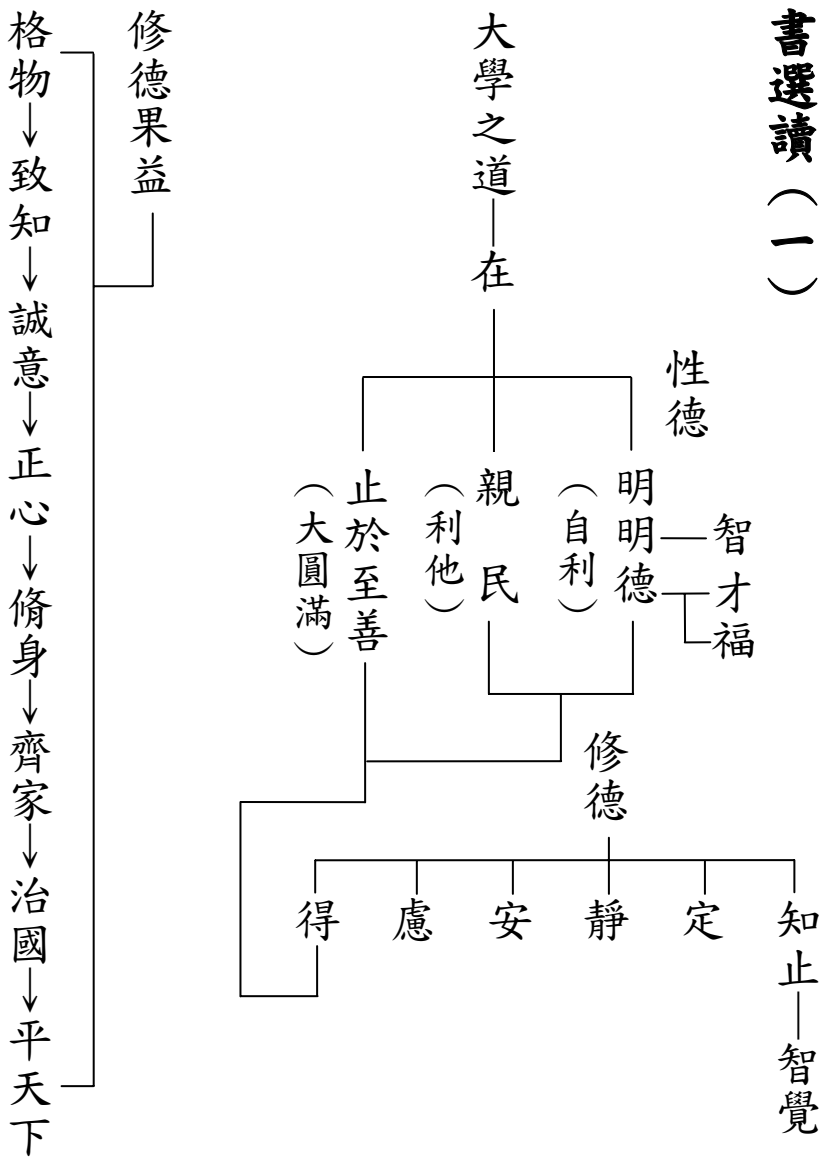 書選讀（一）
性德
大學之道
在
明明德
（自利）
智
才
福
親民
（利他）
止於至善
（大圓滿）
修德
知止
智覺
定
靜
安
慮
得
修德果益
格物→致知→誠意→正心→脩身→齊家→治國→平天下